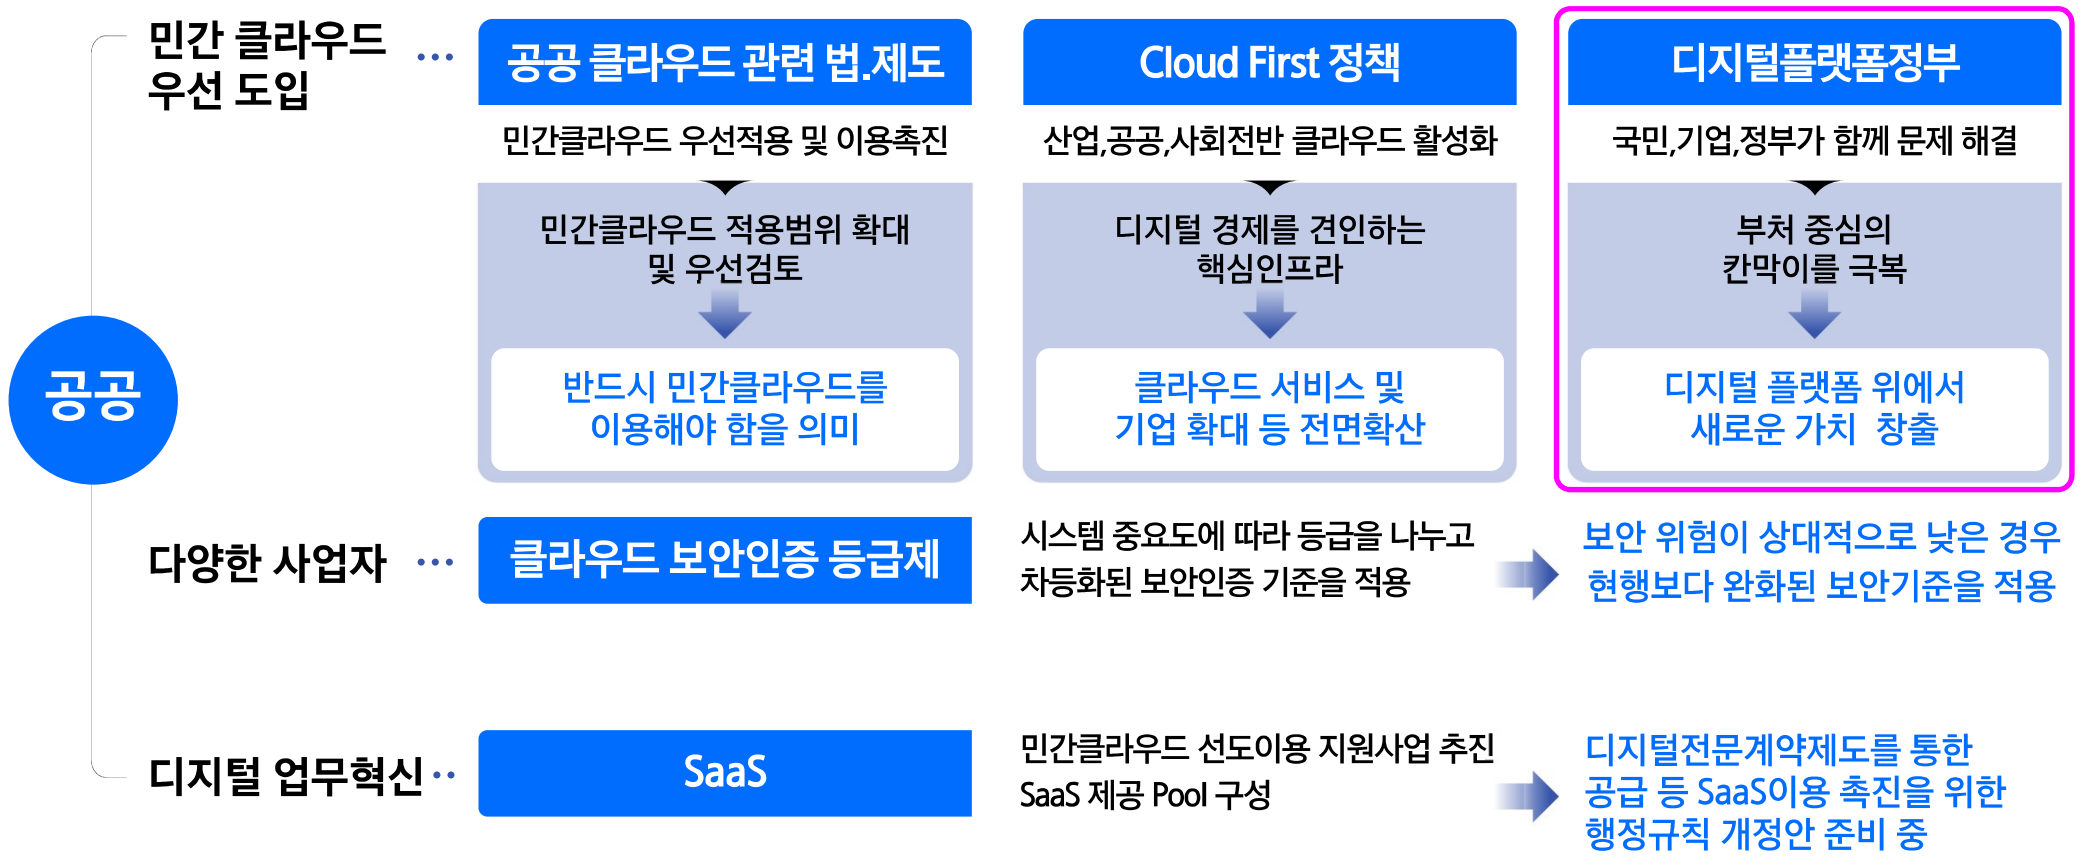 민간 클라우드
우선 도입
공공 클라우드 관련 법.제도
민간클라우드 우선적용 및 이용촉진
민간클라우드 적용범위 확대
및 우선검토
반드시 민간클라우드를
이용해야 함을 의미
Cloud First 정책
산업,공공,사회전반 클라우드 활성화
디지털 경제를 견인하는
핵심인프라
클라우드 서비스 및
기업 확대 등 전면확산
디지털플랫폼정부
국민,기업,정부가 함께 문제 해결
부처 중심의
칸막이를 극복
디지털 플랫폼 위에서
새로운 가치 창출
공공
다양한 사업자
클라우드 보안인증 등급제
시스템 중요도에 따라 등급을 나누고
차등화된 보안인증 기준을 적용
보안 위험이 상대적으로 낮은 경우
현행보다 완화된 보안기준을 적용
디지털 업무혁신
SaaS
민간클라우드 선도이용 지원사업 추진
SaaS 제공 Pool 구성
디지털전문계약제도를 통한
공급 등 SaaS이용 촉진을 위한
행정규칙 개정안 준비 중